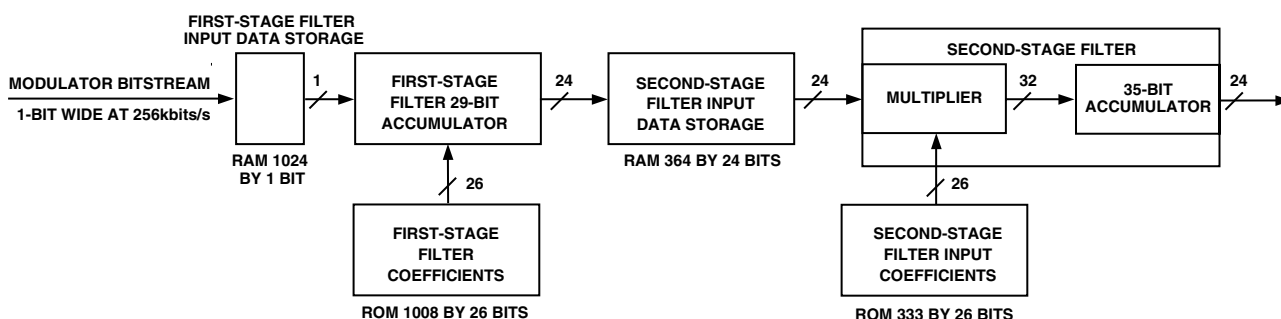 FIRST-STAGE FILTER
INPUT DATA STORAGE
MODULATOR BITSTREAM
1-BIT WIDE AT 256kbits/s
RAM 1024
BY 1 BIT
1
FIRST-STAGE
FILTER 29-BIT
ACCUMULATOR
24
26
FIRST-STAGE
FILTER
COEFFICIENTS
ROM 1008 BY 26 BITS
SECOND-STAGE
FILTER INPUT
DATA STORAGE
RAM 364 BY 24 BITS
24
SECOND-STAGE FILTER
MULTIPLIER
32
35-BIT
ACCUMULATOR
24
26
SECOND-STAGE
FILTER INPUT
COEFFICIENTS
ROM 333 BY 26 BITS